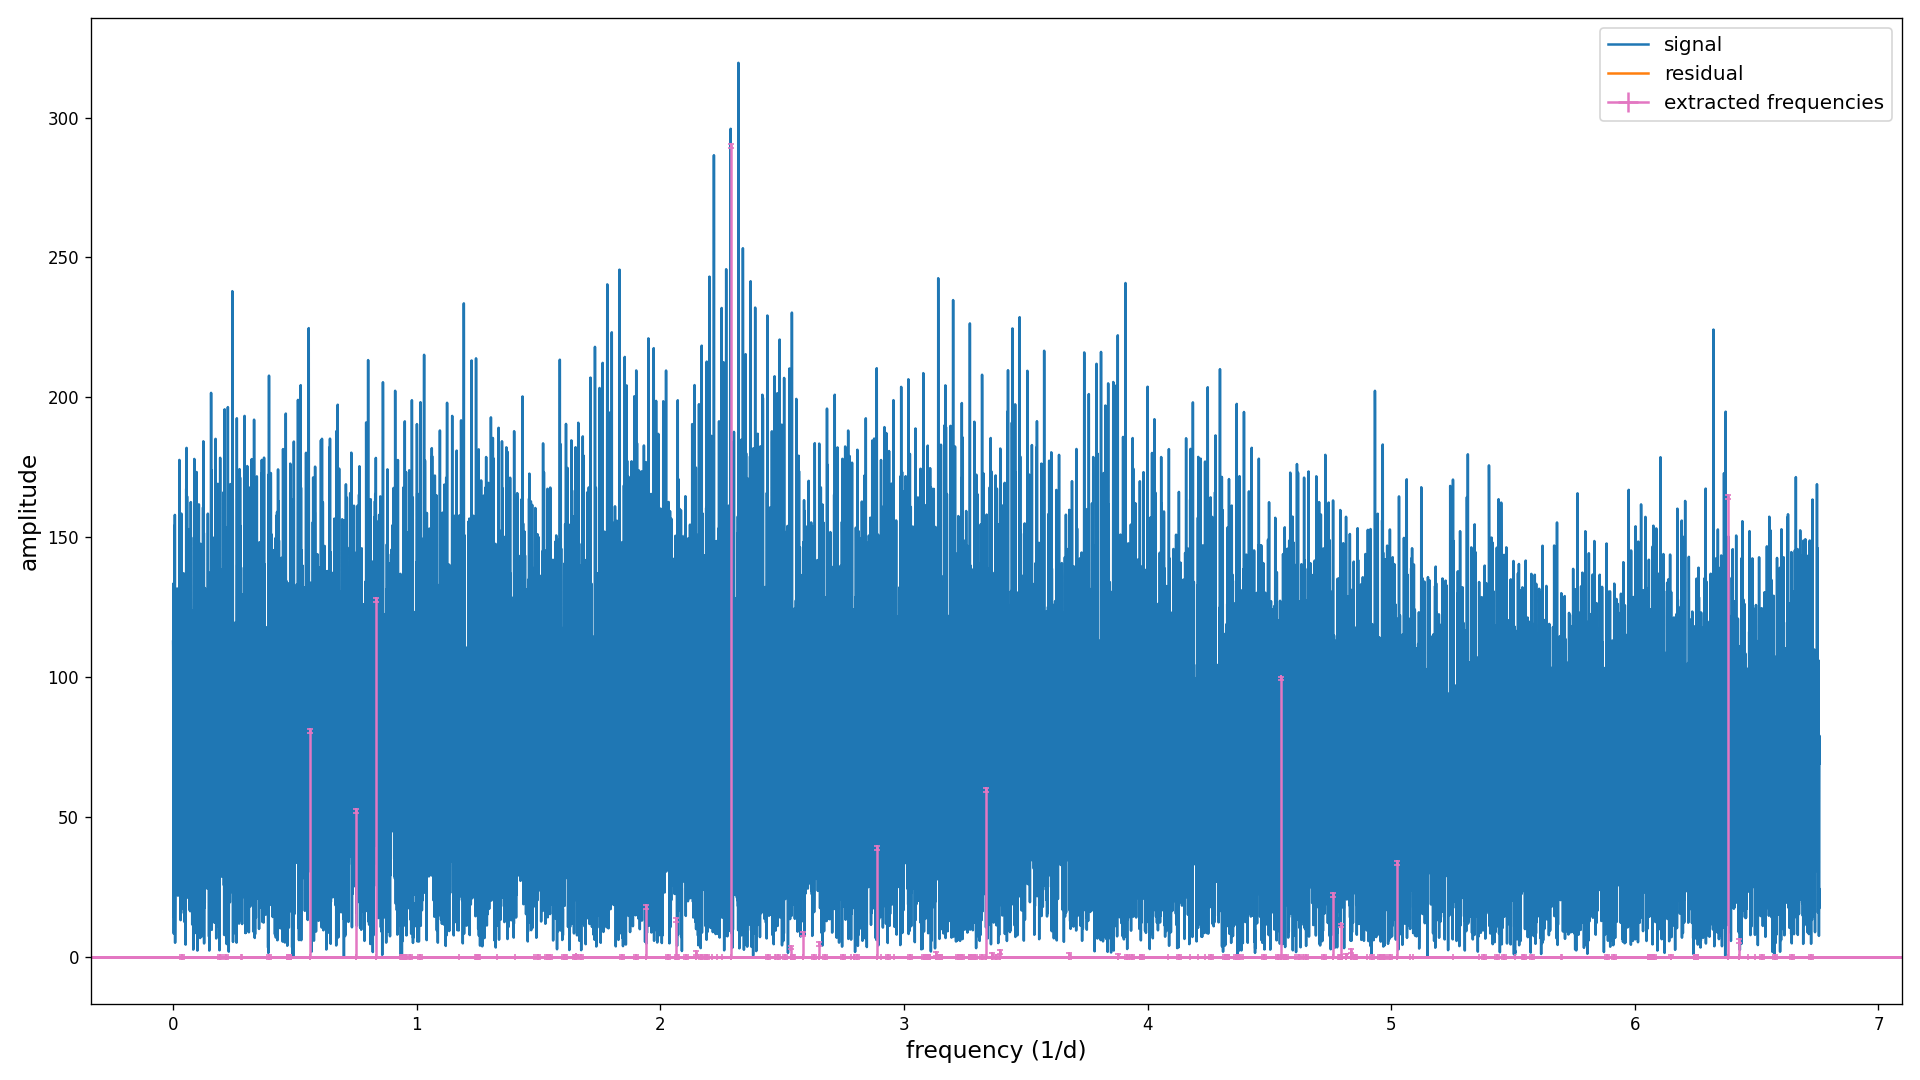 signal
residual
extracted frequencies
300
250
200
150
100
50
0
amplitude
0 1 2 3 4 5 6 7
frequency (1/d)